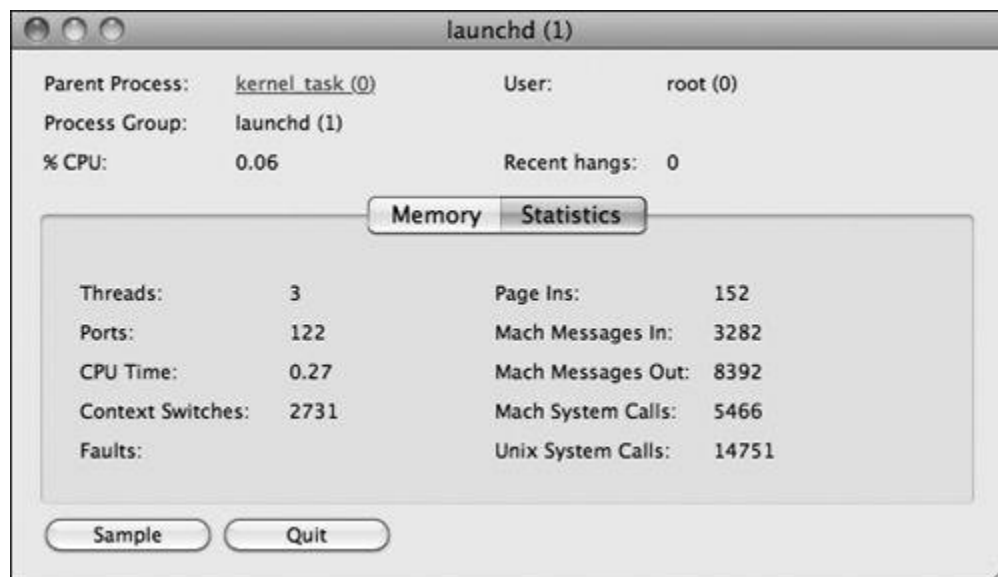 launchd (1)
Parent Process: kernel_task (0) User: root (0)
Process Group: launchd (1)
% CPU: 0.06 Recent hangs: 0
Memory Statistics
Threads: 3 Page Ins: 152
Ports: 122 Mach Messages In: 3282
CPU Time: 0.27 Mach Messages Out: 8392
Context Switches: 2731 Mach System Calls: 5466
Faults: Unix System Calls: 14751
Sample Quit